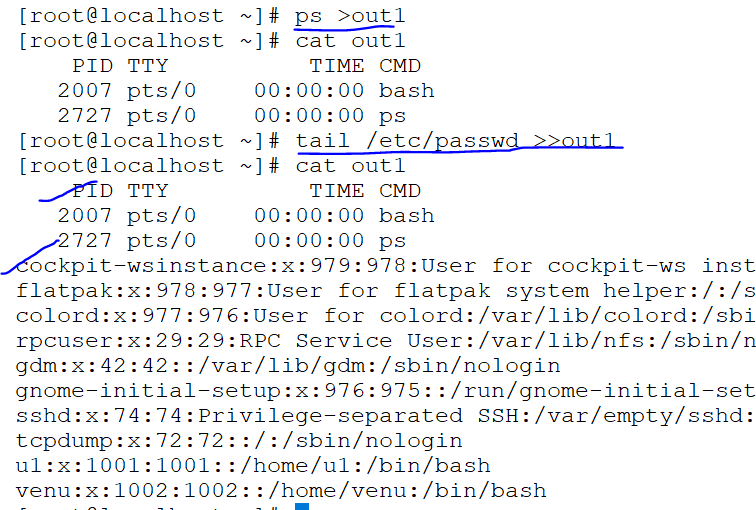 [root@localhost ~]# ps >out1
[root@localhost ~]# cat out1
    PID TTY          TIME CMD
   2007 pts/0    00:00:00 bash
   2727 pts/0    00:00:00 ps
[root@localhost ~]# tail /etc/passwd >>out1
[root@localhost ~]# cat out1
    PID TTY          TIME CMD
   2007 pts/0    00:00:00 bash
   2727 pts/0    00:00:00 ps
cockpit-wsinstance:x:979:978:User for cockpit-ws inst
flatpak:x:978:977:User for flatpak system helper:/:/s
colord:x:977:976:User for colord:/var/lib/colord:/sbi
rpcuser:x:29:29:RPC Service User:/var/lib/nfs:/sbin/n
gdm:x:42:42::/var/lib/gdm:/sbin/nologin
gnome-initial-setup:x:976:975::/run/gnome-initial-set
sshd:x:74:74:Privilege-separated SSH:/var/empty/sshd:
tcpdump:x:72:72::/:/sbin/nologin
u1:x:1001:1001::/home/u1:/bin/bash
venu:x:1002:1002::/home/venu:/bin/bash
[root@localhost ~]#